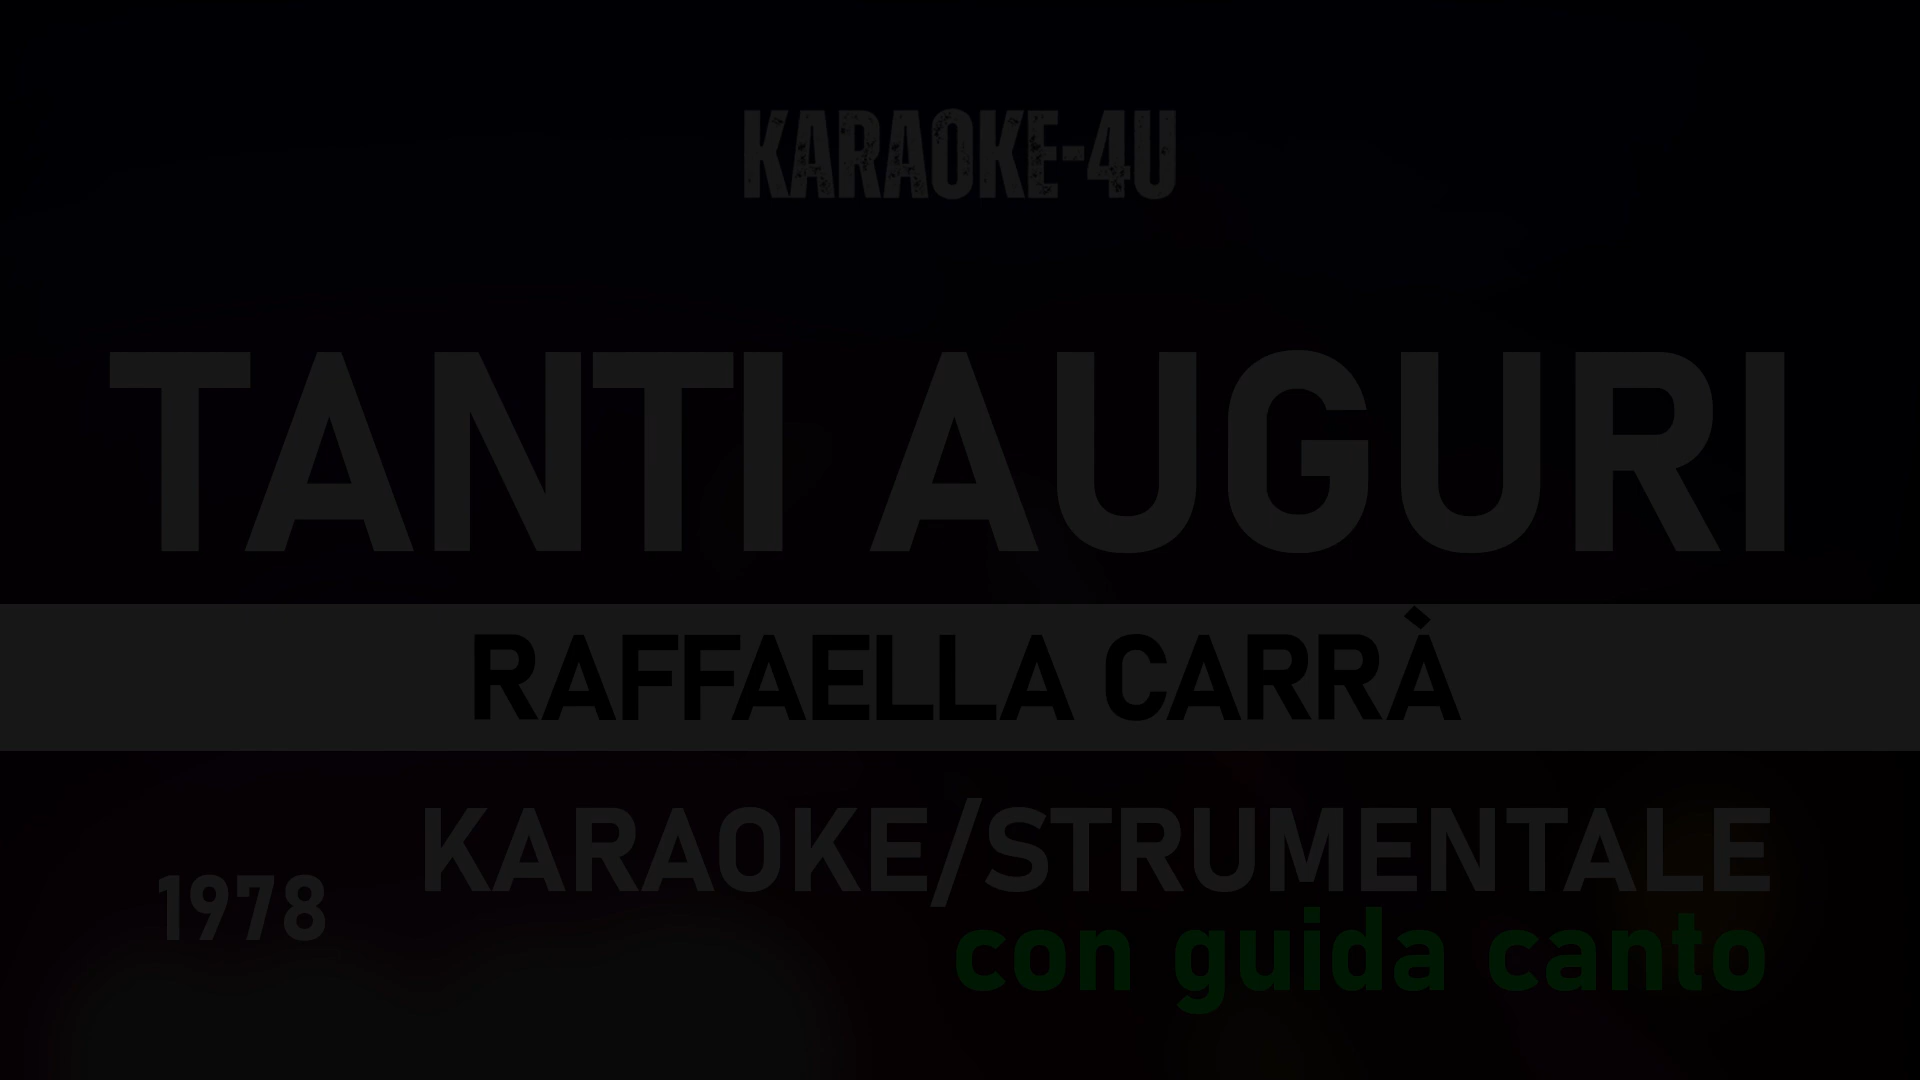 KARAOKE-4U
TANTI AUGURI
RAFFAELLA CARRÀ
KARAOKE/STRUMENTALE
1978
con guida canto